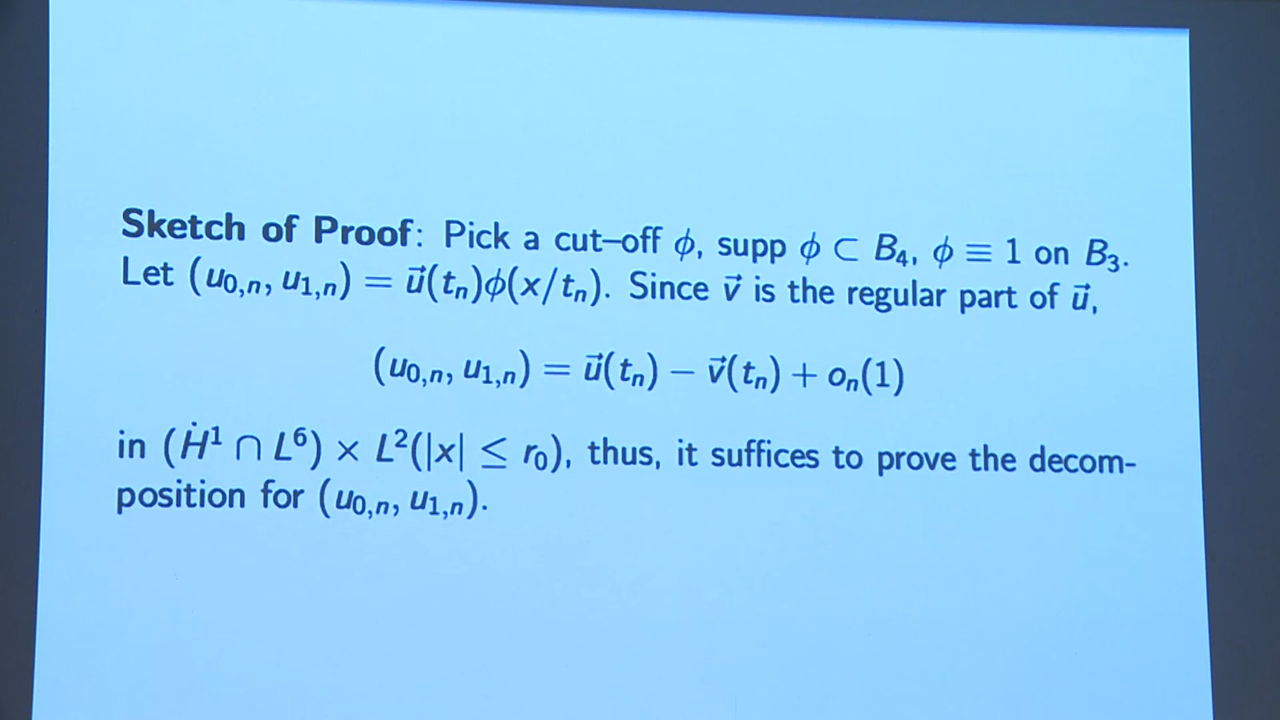 Sketch of Proof: Pick a cut–off ϕ, supp ϕ ⊂ B₄, ϕ ≡ 1 on B₃.
Let (u₀,ₙ, u₁,ₙ) = u⃗(tₙ)ϕ(x/tₙ). Since v⃗ is the regular part of u⃗,
(u₀,ₙ, u₁,ₙ) = u⃗(tₙ) − v⃗(tₙ) + oₙ(1)
in (Ḣ¹ ∩ L⁶) × L²(|x| ≤ r₀), thus, it suffices to prove the decom-
position for (u₀,ₙ, u₁,ₙ).